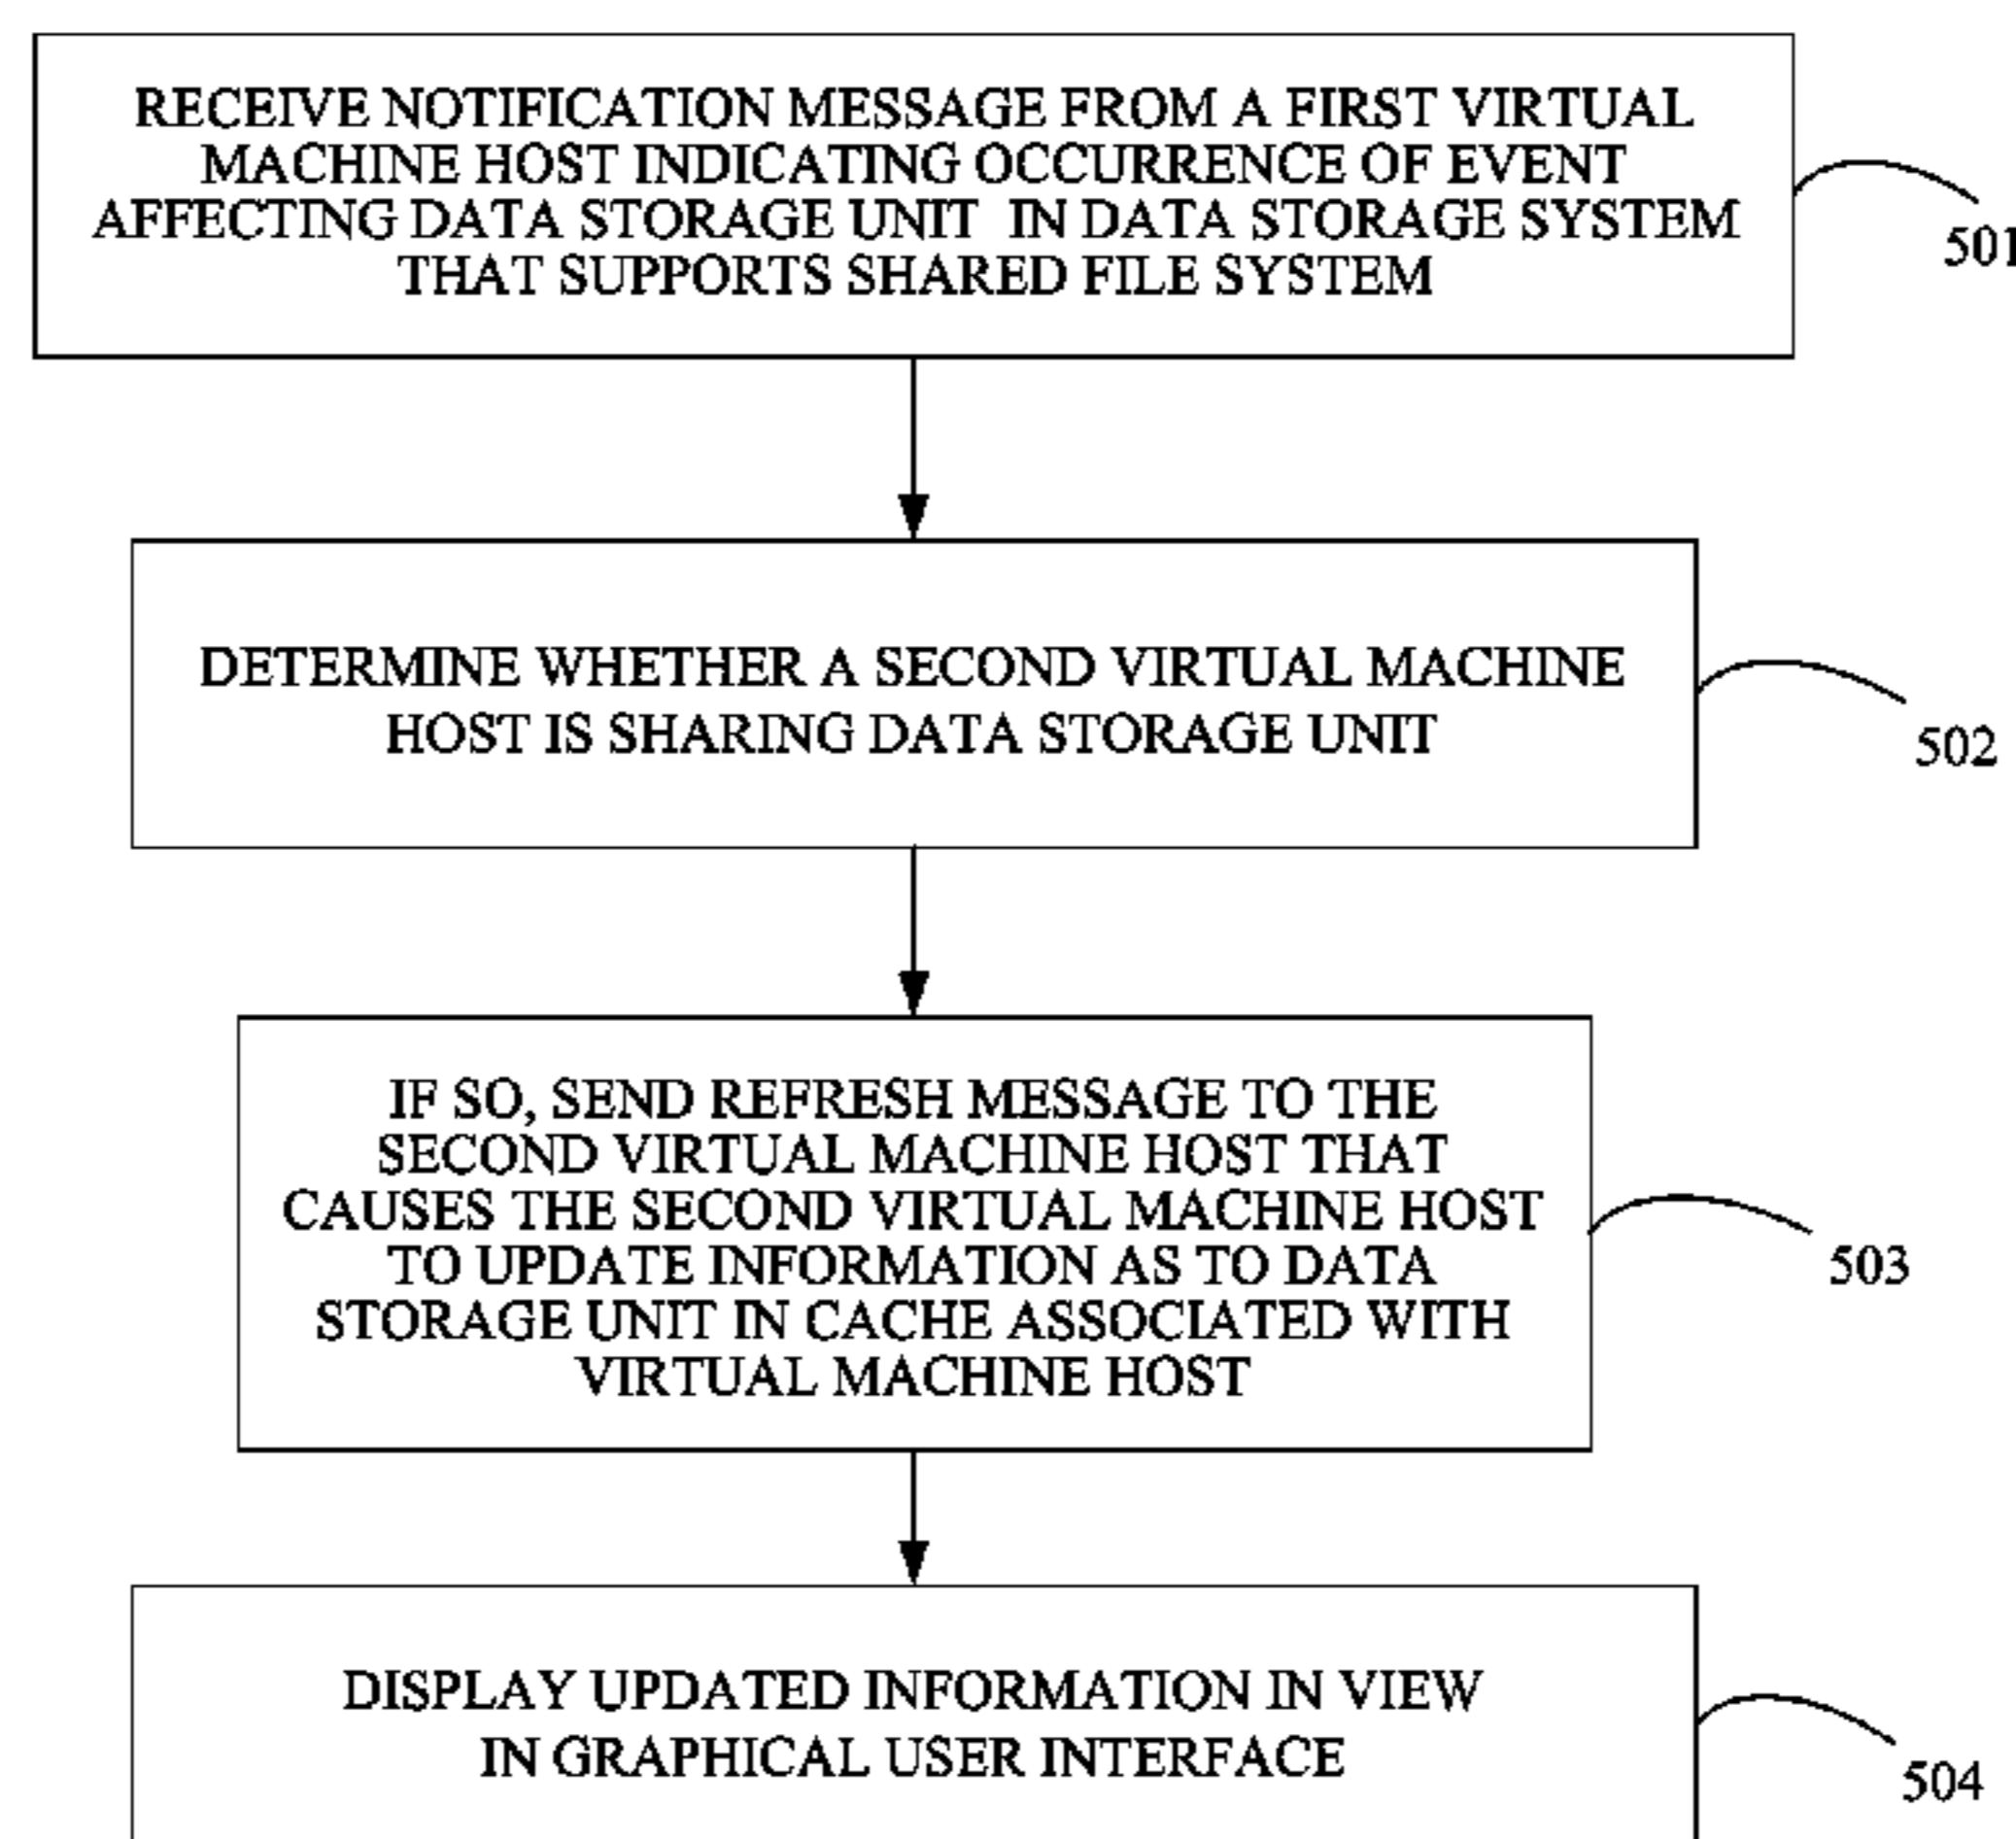 RECEIVE NOTIFICATION MESSAGE FROM A FIRST VIRTUAL
MACHINE HOST INDICATING OCCURRENCE OF EVENT
AFFECTING DATA STORAGE UNIT IN DATA STORAGE SYSTEM
THAT SUPPORTS SHARED FILE SYSTEM
501
DETERMINE WHETHER A SECOND VIRTUAL MACHINE
HOST IS SHARING DATA STORAGE UNIT
502
IF SO, SEND REFRESH MESSAGE TO THE
SECOND VIRTUAL MACHINE HOST THAT
CAUSES THE SECOND VIRTUAL MACHINE HOST
TO UPDATE INFORMATION AS TO DATA
STORAGE UNIT IN CACHE ASSOCIATED WITH
VIRTUAL MACHINE HOST
503
DISPLAY UPDATED INFORMATION IN VIEW
IN GRAPHICAL USER INTERFACE
504